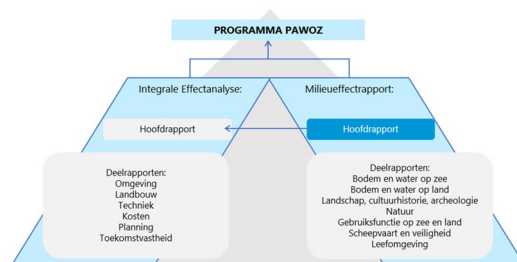 PROGRAMMA PAWOZ
Integrale Effectanalyse:
Hoofdrapport
Deelrapporten:
Omgeving
Landbouw
Techniek
Kosten
Planning
Toekomstvastheid
Milieueffectrapport:
Hoofdrapport
Deelrapporten:
Bodem en water op zee
Bodem en water op land
Landschap, cultuurhistorie, archeologie
Natuur
Gebruiksfunctie op zee en land
Scheepvaart en veiligheid
Leefomgeving